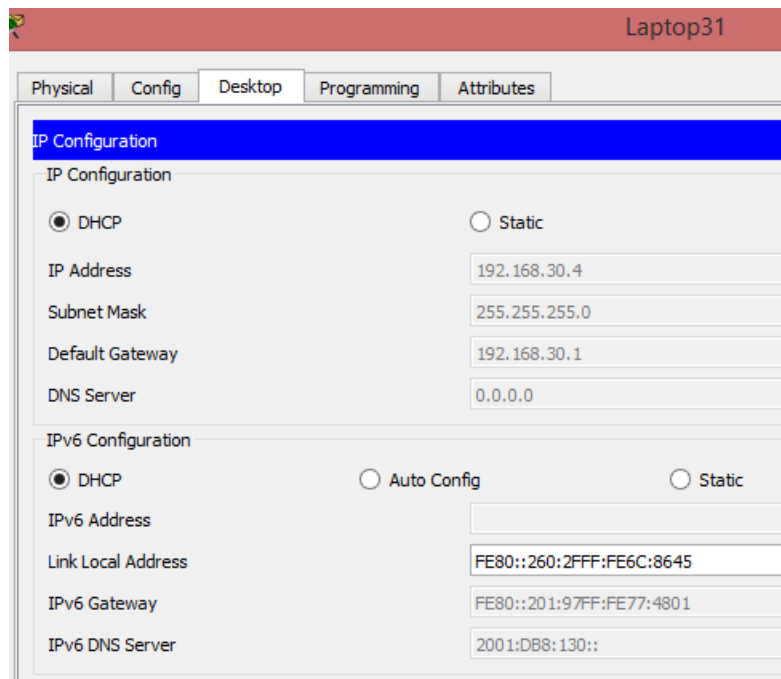 Laptop31
Physical Config Desktop Programming Attributes
IP Configuration
IP Configuration
DHCP Static
IP Address 192.168.30.4
Subnet Mask 255.255.255.0
Default Gateway 192.168.30.1
DNS Server 0.0.0.0
IPv6 Configuration
DHCP Auto Config Static
IPv6 Address
Link Local Address FE80::260:2FFF:FE6C:8645
IPv6 Gateway FE80::201:97FF:FE77:4801
IPv6 DNS Server 2001:DB8:130::